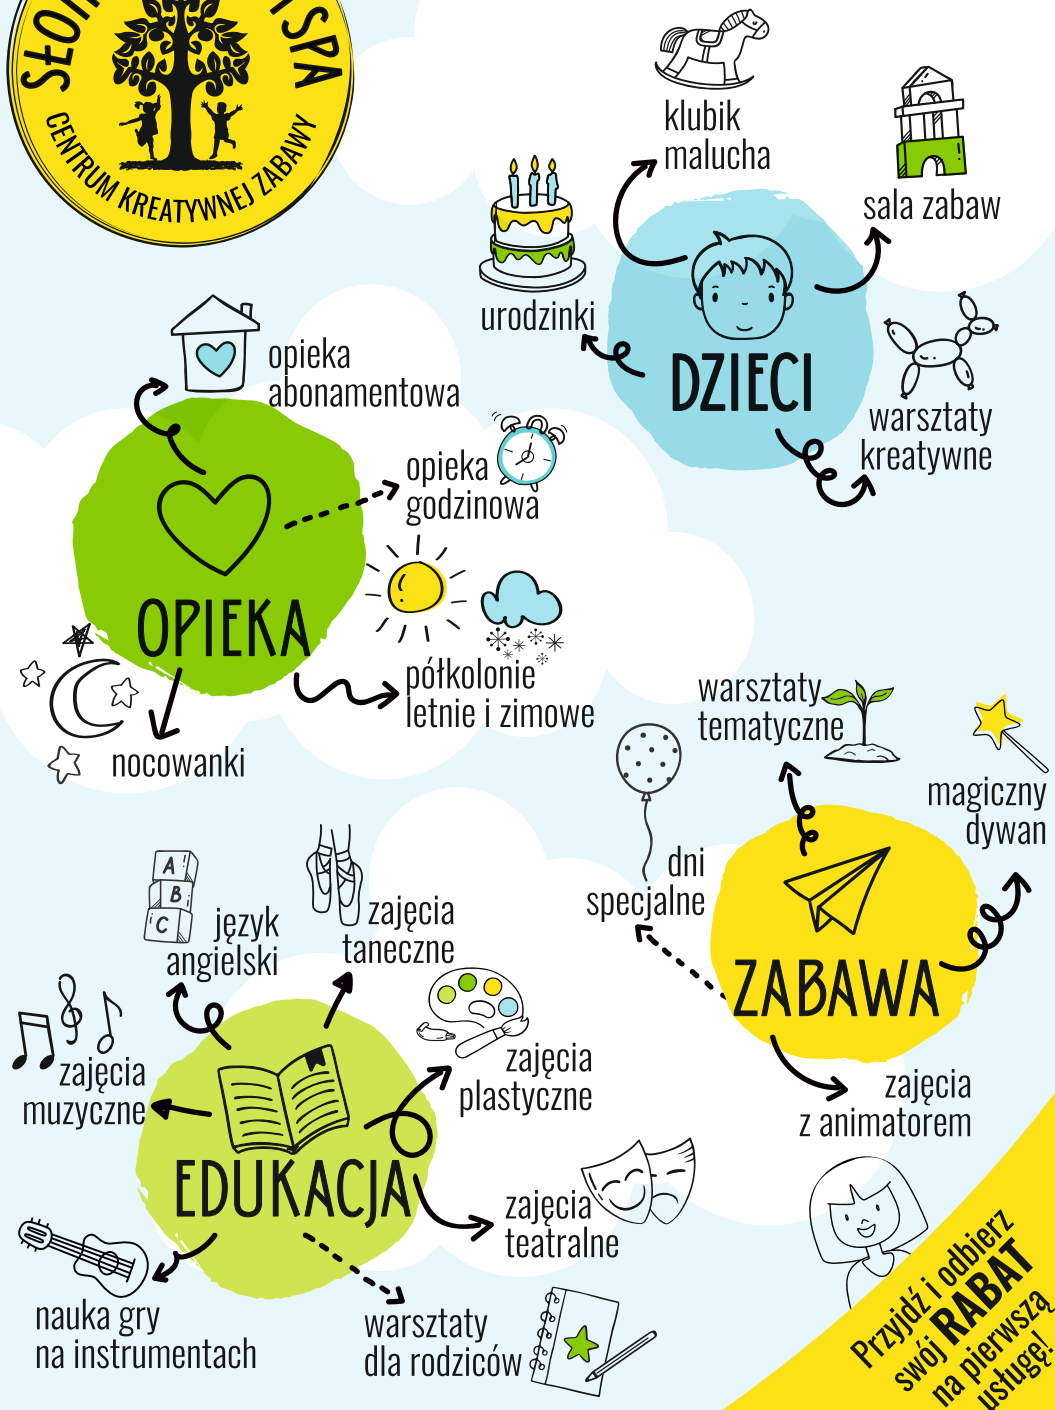 CENTRUM KREATYWNEJ ZABAWY
klubik
malucha
sala zabaw
urodzinki
DZIECI
warsztaty
kreatywne
opieka
abonamentowa
opieka
godzinowa
OPIEKA
półkolonie
letnie i zimowe
nocowanki
warsztaty
tematyczne
magiczny
dywan
dni
specjalne
ZABAWA
zajęcia
z animatorem
A
B
C
język
angielski
zajęcia
taneczne
zajęcia
muzyczne
zajęcia
plastyczne
EDUKACJA
zajęcia
teatralne
nauka gry
na instrumentach
warsztaty
dla rodziców
Przyjdź i odbierz
swój RABAT
na pierwszą
usługę!